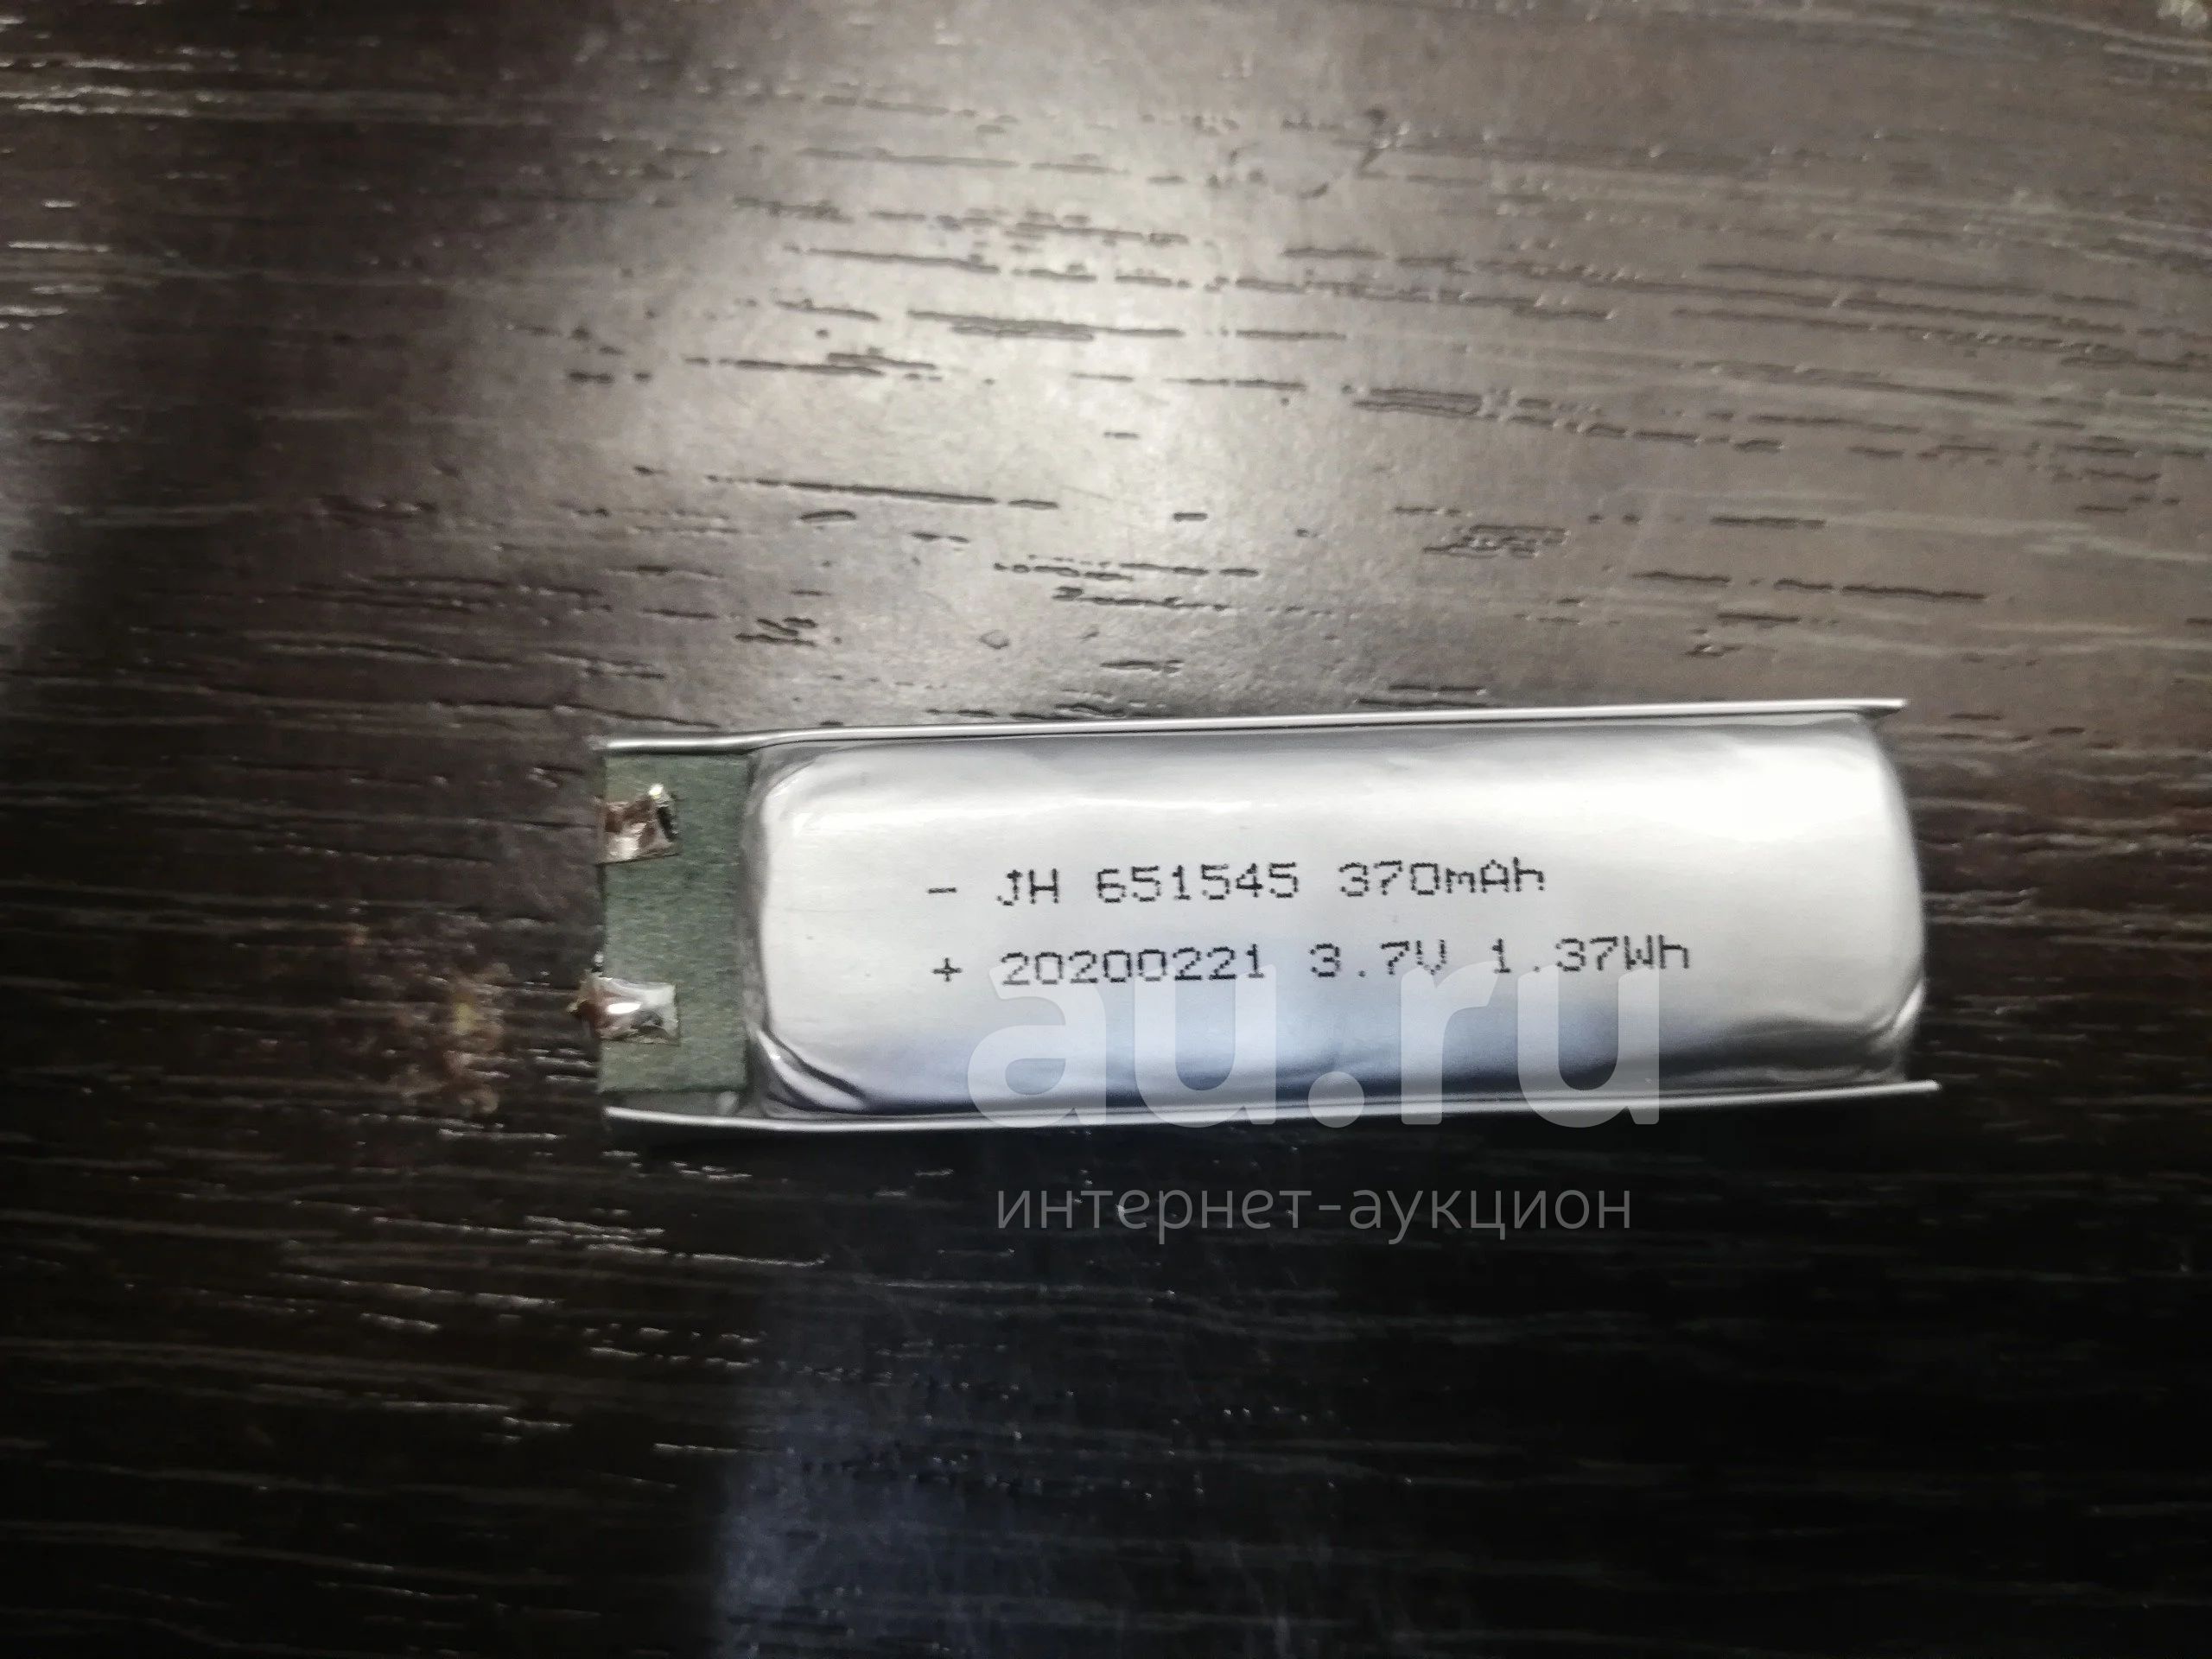 - JH 651545 370mAh
+ 20200221 3.7V 1.37Wh
au.ru
интернет-аукцион